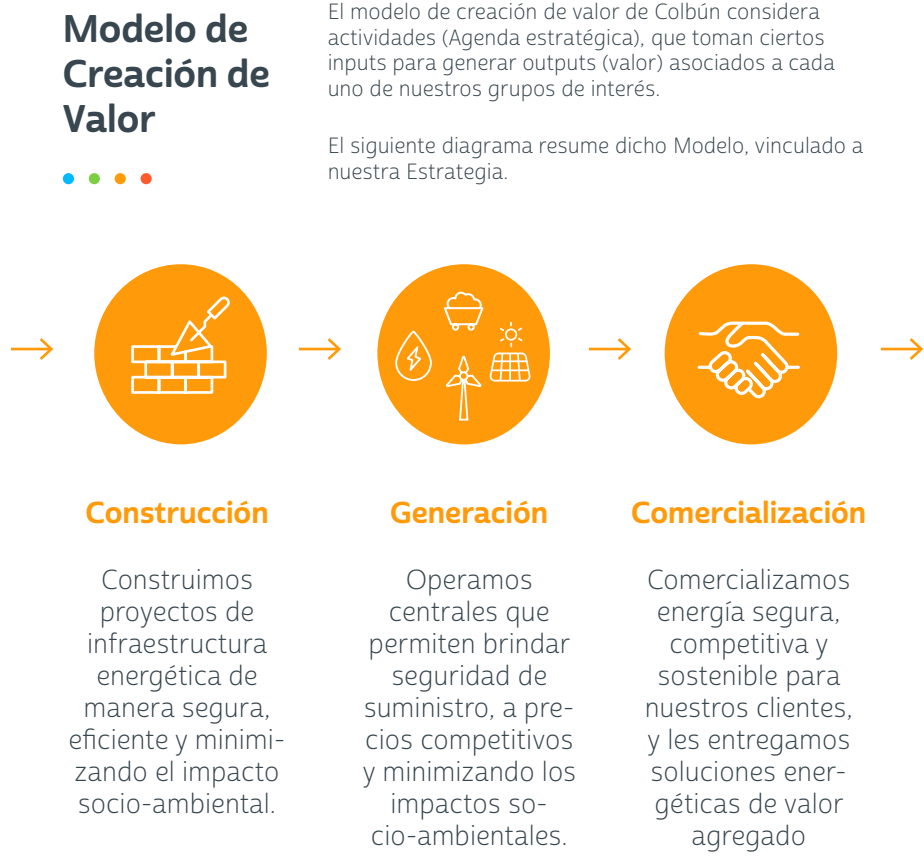 Modelo de
Creación de
Valor
El modelo de creación de valor de Colbún considera
actividades (Agenda estratégica), que toman ciertos
inputs para generar outputs (valor) asociados a cada
uno de nuestros grupos de interés.
El siguiente diagrama resume dicho Modelo, vinculado a
nuestra Estrategia.
Construcción
Construimos
proyectos de
infraestructura
energética de
manera segura,
eficiente y minimi-
zando el impacto
socio-ambiental.
Generación
Operamos
centrales que
permiten brindar
seguridad de
suministro, a pre-
cios competitivos
y minimizando los
impactos so-
cio-ambientales.
Comercialización
Comercializamos
energía segura,
competitiva y
sostenible para
nuestros clientes,
y les entregamos
soluciones ener-
géticas de valor
agregado